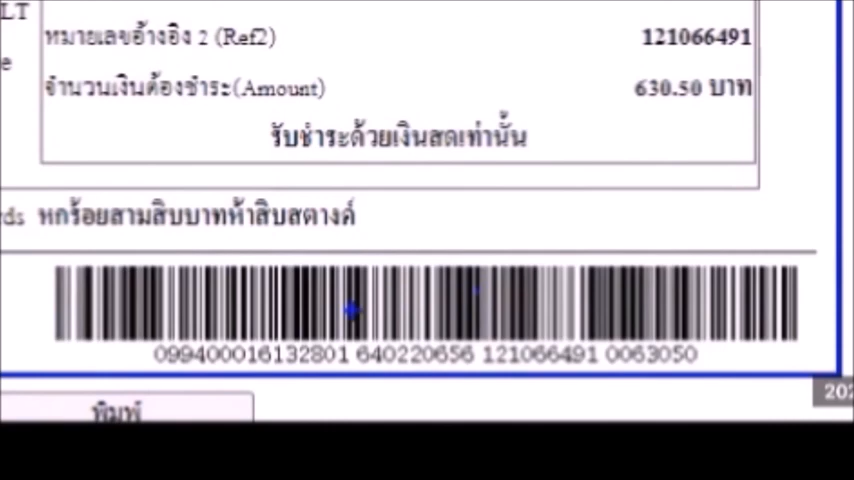 LT
หมายเลขอ้างอิง 2 (Ref2) 121066491
e
จำนวนเงินต้องชำระ(Amount) 630.50 บาท
รับชำระด้วยเงินสดเท่านั้น
ds หกร้อยสามสิบบาทห้าสิบสตางค์
099400016132801 640220656 121066491 0063050
202
พิมพ์